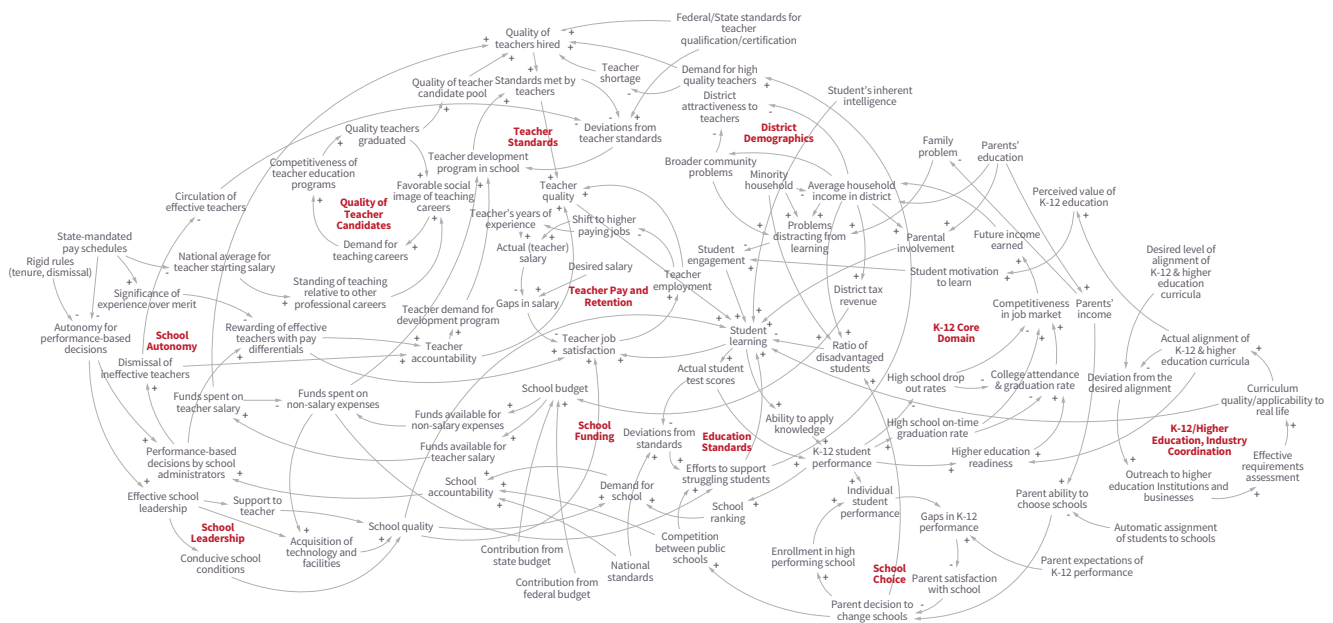 Federal/State standards for
teacher
qualification/certification
Quality of
teachers hired
Teacher
shortage
Demand for high
quality teachers
Quality of teacher
candidate pool
Standards met by
teachers
District
attractiveness to
teachers
Student's inherent
intelligence
Quality teachers
graduated
Teacher
Standards
Deviations from
teacher standards
District
Demographics
Family
problem
Parents'
education
Competitiveness of
teacher education
programs
Teacher development
program in school
Broader community
problems
Minority
household
Average household
income in district
Perceived value of
K-12 education
Circulation of
effective teachers
Quality of
Teacher
Candidates
Favorable social
image of teaching
careers
Teacher
quality
Teacher's years of
experience
Shift to higher
paying jobs
Problems
distracting from
learning
Parental
involvement
Future income
earned
State-mandated
pay schedules
Demand for
teaching careers
Actual (teacher)
salary
Student
engagement
Desired level of
alignment of
K-12 & higher
education
curricula
Rigid rules
(tenure, dismissal)
National average for
teacher starting salary
Desired salary
Teacher
employment
Student motivation
to learn
Significance of
experience over merit
Standing of teaching
relative to other
professional careers
Gaps in salary
Teacher Pay and
Retention
District tax
revenue
Competitiveness
in job market
Parents'
income
Autonomy for
performance-based
decisions
School
Autonomy
Rewarding of effective
teachers with pay
differentials
Teacher demand for
development program
Teacher
accountability
Teacher job
satisfaction
Student
learning
Ratio of
disadvantaged
students
K-12 Core
Domain
Actual alignment of
K-12 & higher
education curricula
Dismissal of
ineffective teachers
Actual student
test scores
High school drop
out rates
College attendance
& graduation rate
Deviation from the
desired alignment
Funds spent on
teacher salary
Funds spent on
non-salary expenses
School budget
Curriculum
quality/applicability to
real life
Funds available for
non-salary expenses
School
Funding
Deviations from
standards
Education
Standards
Ability to apply
knowledge
High school on-time
graduation rate
K-12/Higher
Education, Industry
Coordination
Performance-based
decisions by school
administrators
Funds available for
teacher salary
Efforts to support
struggling students
K-12 student
performance
Higher education
readiness
Effective
requirements
assessment
School
accountability
Demand for
school
Outreach to higher
education Institutions and
businesses
Effective school
leadership
Support to
teacher
School
ranking
Individual
student
performance
Parent ability to
choose schools
School
Leadership
School quality
Gaps in K-12
performance
Automatic assignment
of students to schools
Conducive school
conditions
Acquisition of
technology and
facilities
Contribution from
state budget
Competition
between public
schools
Enrollment in high
performing school
Contribution from
federal budget
National
standards
School
Choice
Parent satisfaction
with school
Parent expectations of
K-12 performance
Parent decision to
change schools